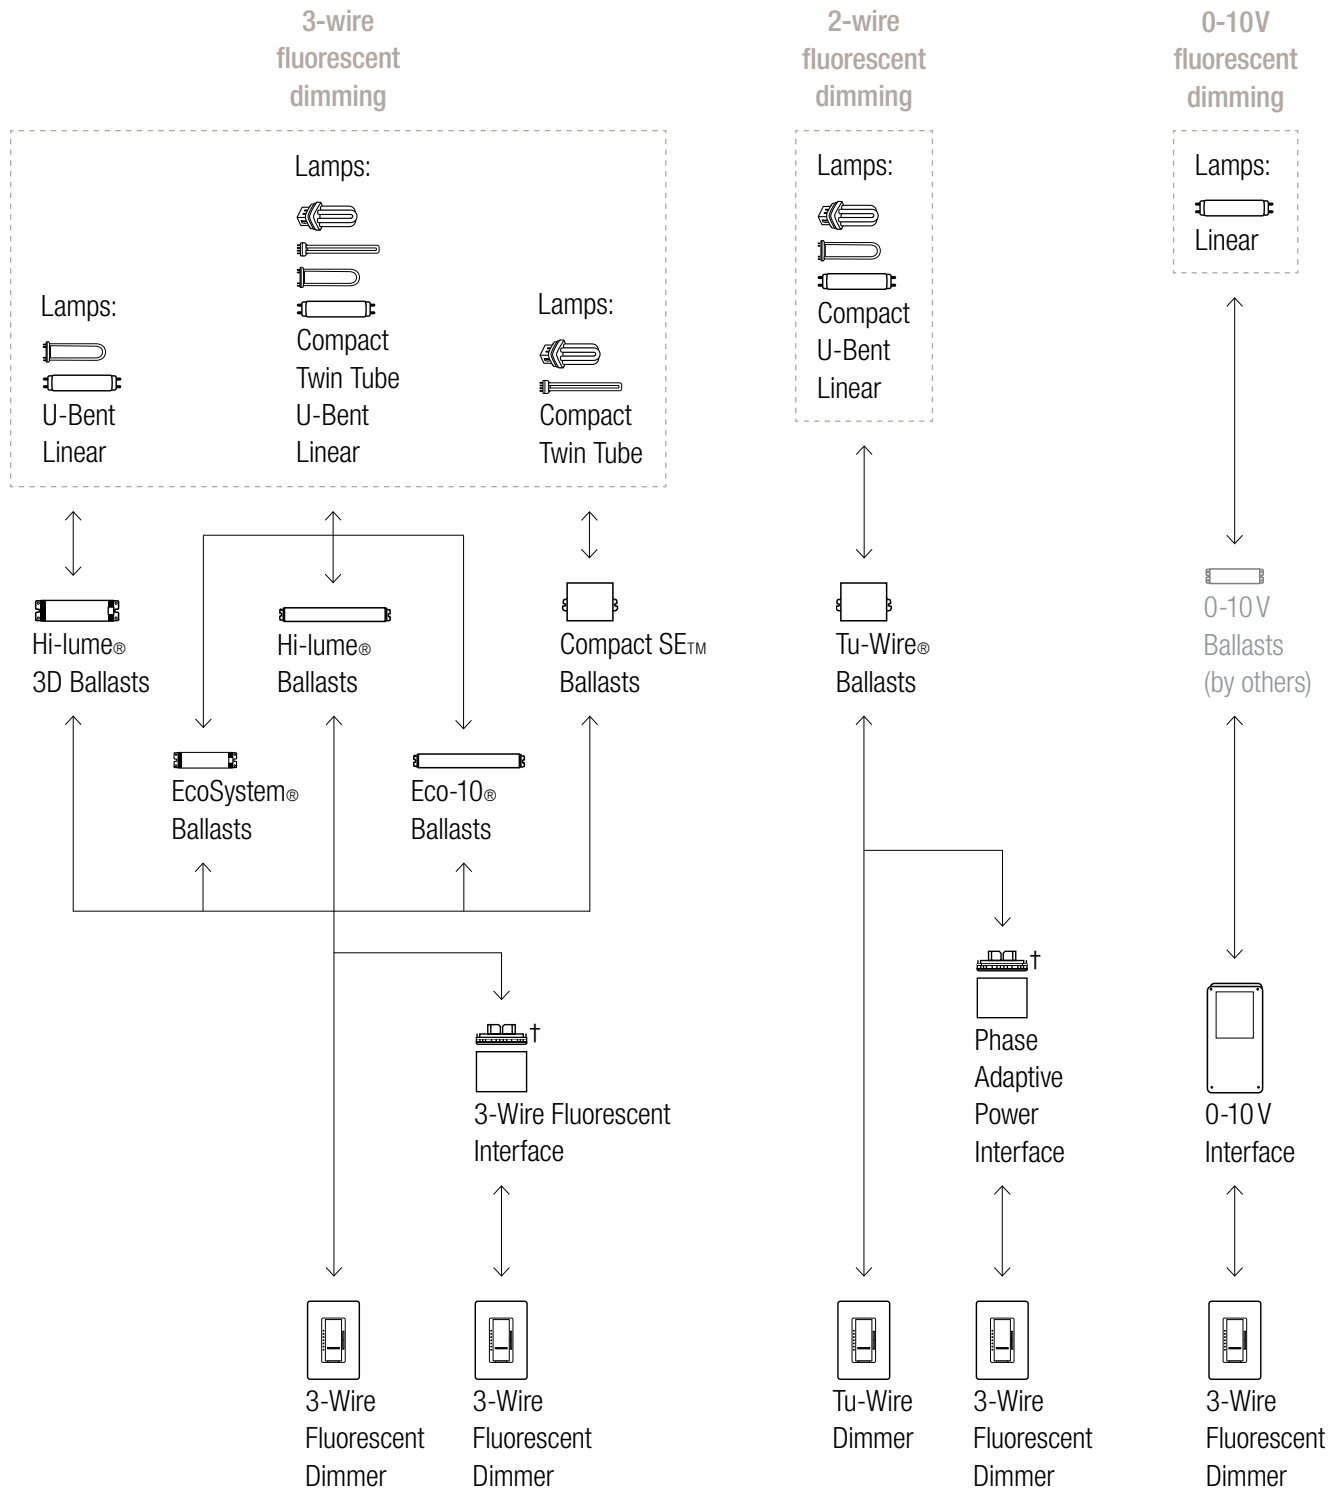 3-wire
fluorescent
dimming
Lamps:
U-Bent
Linear
Lamps:
Compact
Twin Tube
U-Bent
Linear
Lamps:
Compact
Twin Tube
Hi-lume®
3D Ballasts
Hi-lume®
Ballasts
Compact SE™
Ballasts
EcoSystem®
Ballasts
Eco-10®
Ballasts
†
3-Wire Fluorescent
Interface
3-Wire
Fluorescent
Dimmer
3-Wire
Fluorescent
Dimmer
2-wire
fluorescent
dimming
Lamps:
Compact
U-Bent
Linear
Tu-Wire®
Ballasts
†
Phase
Adaptive
Power
Interface
Tu-Wire
Dimmer
3-Wire
Fluorescent
Dimmer
0-10V
fluorescent
dimming
Lamps:
Linear
0-10V
Ballasts
(by others)
0-10V
Interface
3-Wire
Fluorescent
Dimmer